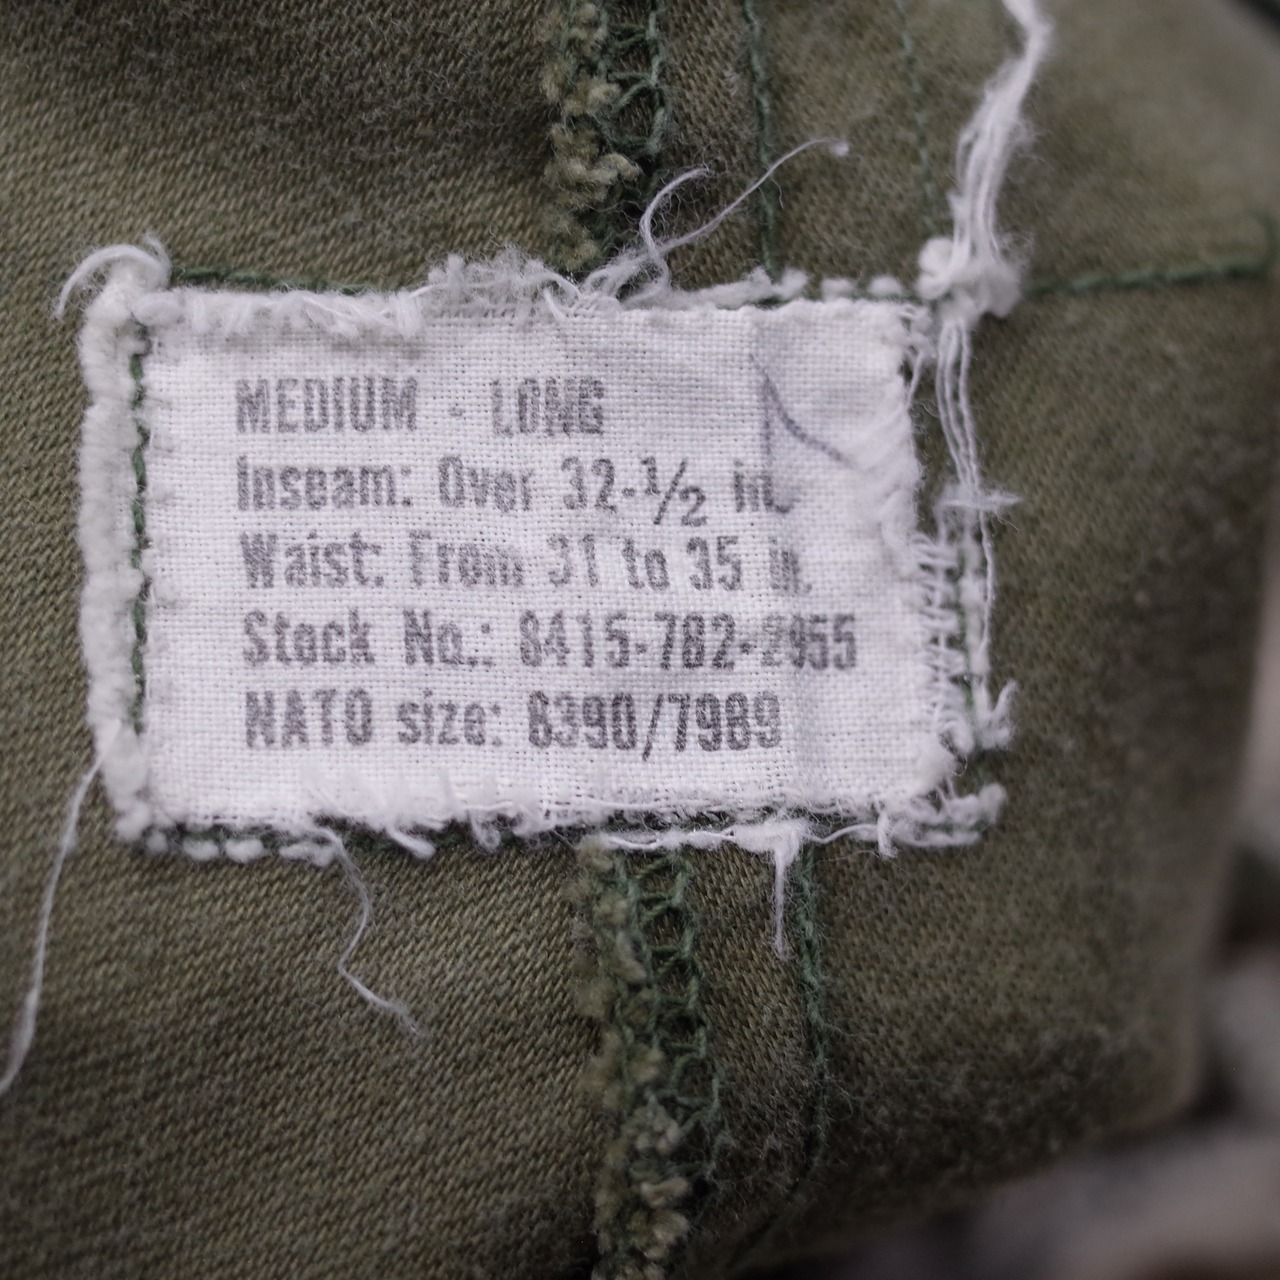 MEDIUM - LONG
Inseam: Over 32-1/2 in.
Waist: From 31 to 35 in.
Stock No.: 8415-782-2955
NATO size: 6390/7989